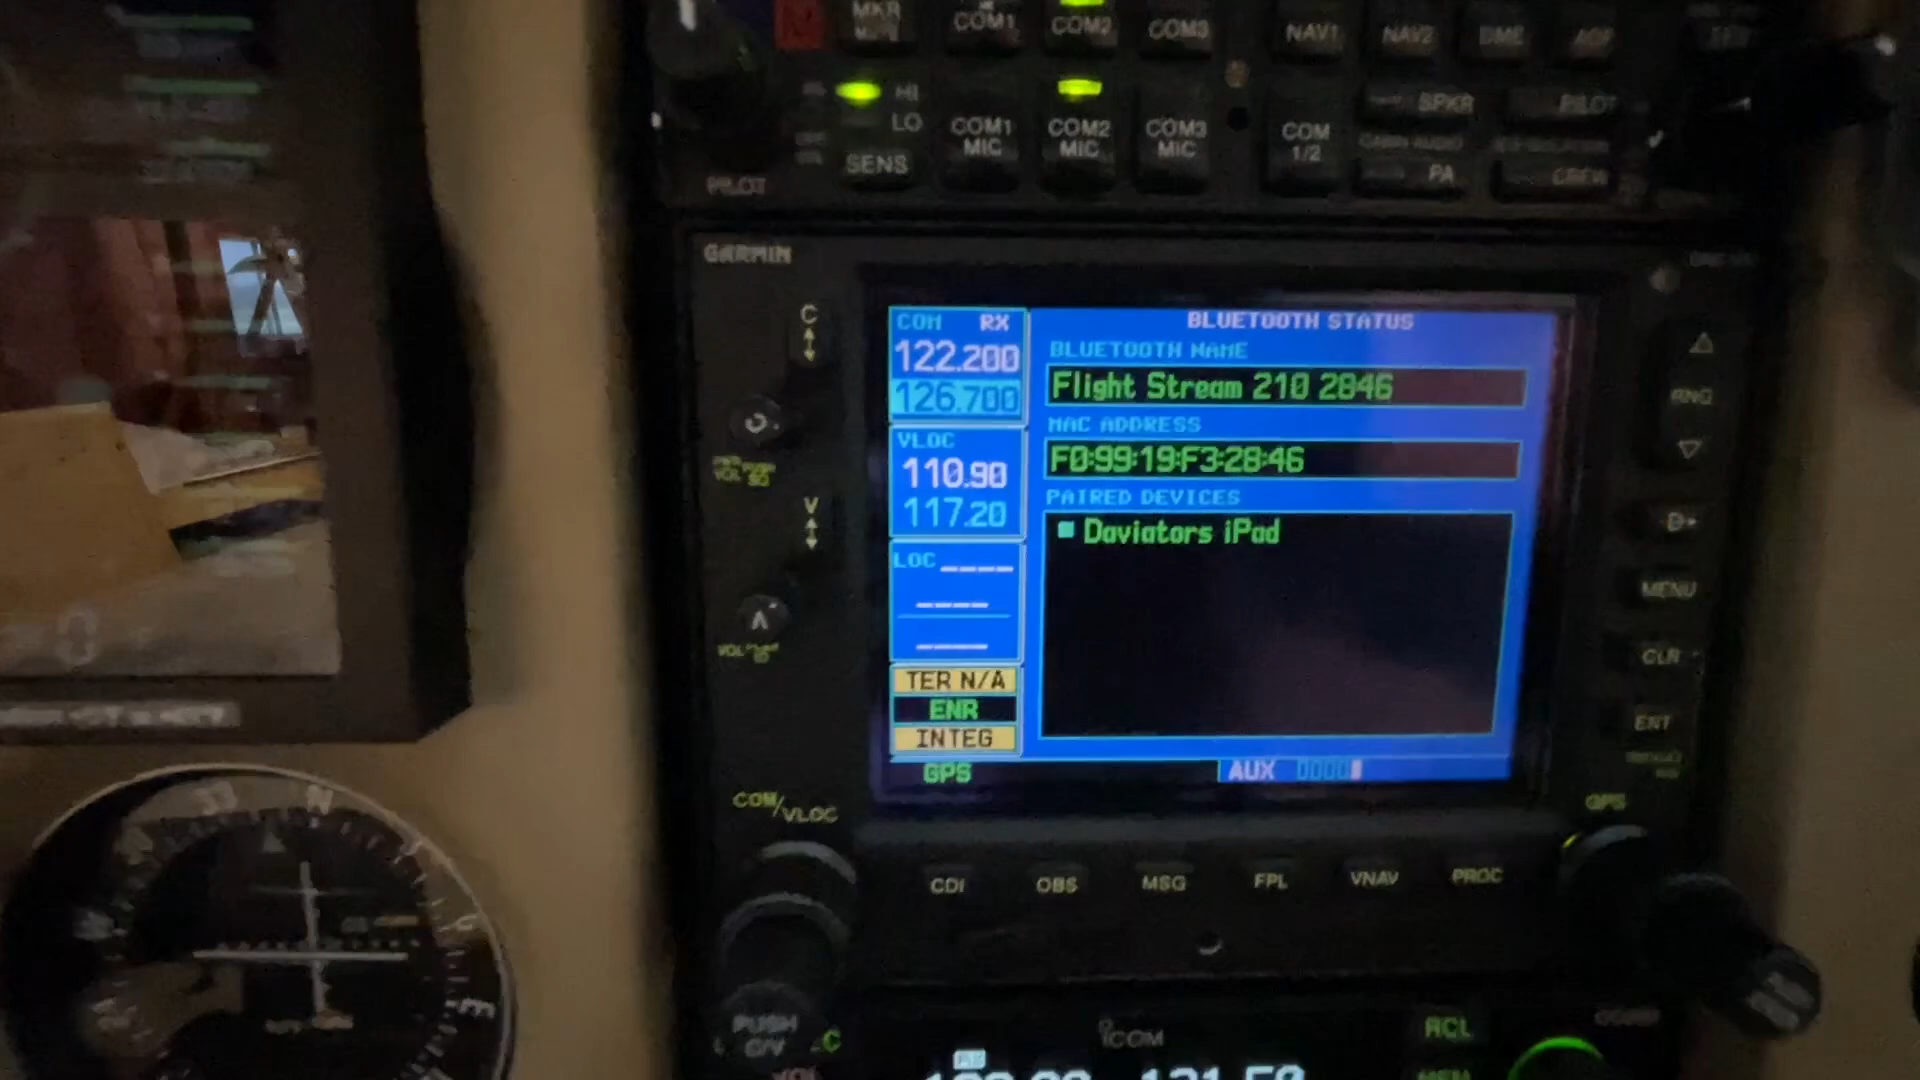 MKR
COM1
COM2
COM3
NAV1
NAV2
DME
ADF
HI
LO
SENS
COM1
MIC
COM2
MIC
COM3
MIC
COM
1/2
SPKR
PILOT
PA
CREW
PILOT
GARMIN
C
V
COM RX
122.200
126.700
VLOC
110.90
117.20
LOC ____
TER N/A
ENR
INTEG
GPS
BLUETOOTH STATUS
BLUETOOTH NAME
Flight Stream 210 2846
MAC ADDRESS
F0:99:19:F3:28:46
PAIRED DEVICES
Daviators iPad
AUX
RNG
D
MENU
CLR
ENT
GPS
COM/VLOC
CDI
OBS
MSG
FPL
VNAV
PROC
PUSH
C/V
ICOM
RCL
N
E